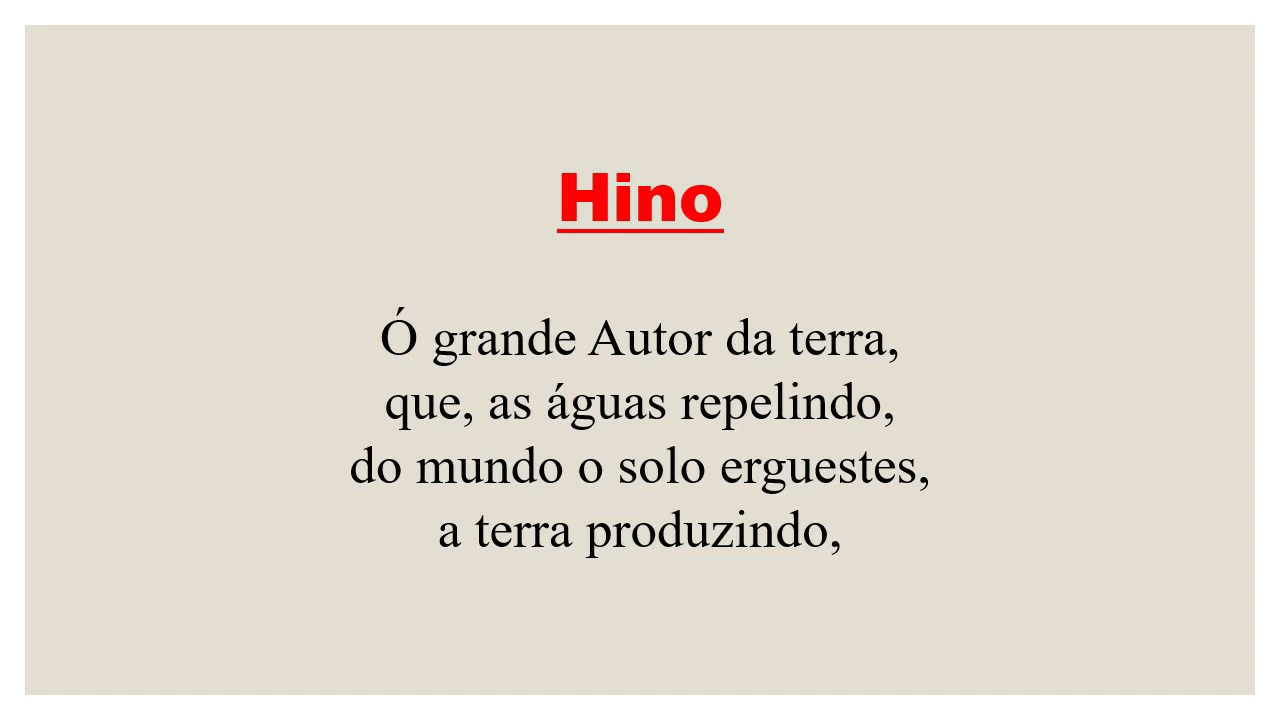 Hino
Ó grande Autor da terra,
que, as águas repelindo,
do mundo o solo erguestes,
a terra produzindo,